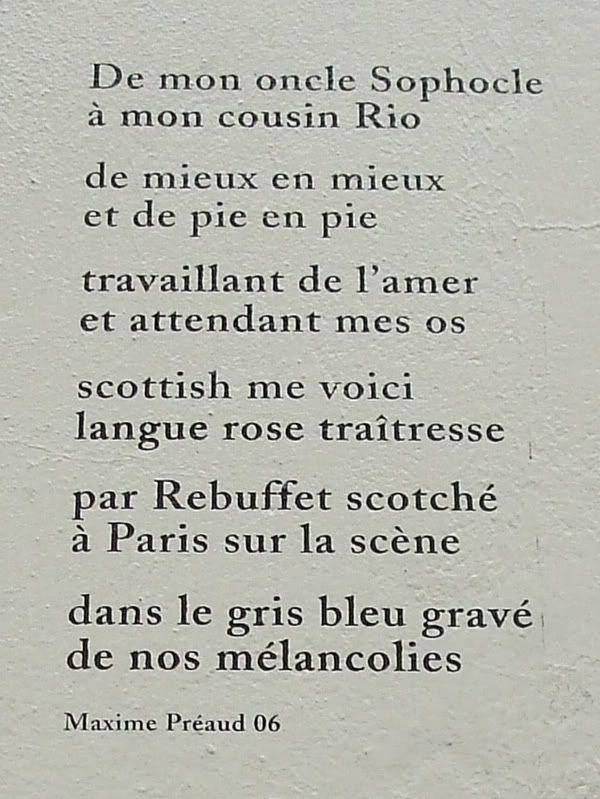 De mon oncle Sophocle
à mon cousin Rio
de mieux en mieux
et de pie en pie
travaillant de l'amer
et attendant mes os
scottish me voici
langue rose traîtresse
par Rebuffet scotché
à Paris sur la scène
dans le gris bleu gravé
de nos mélancolies
Maxime Préaud 06